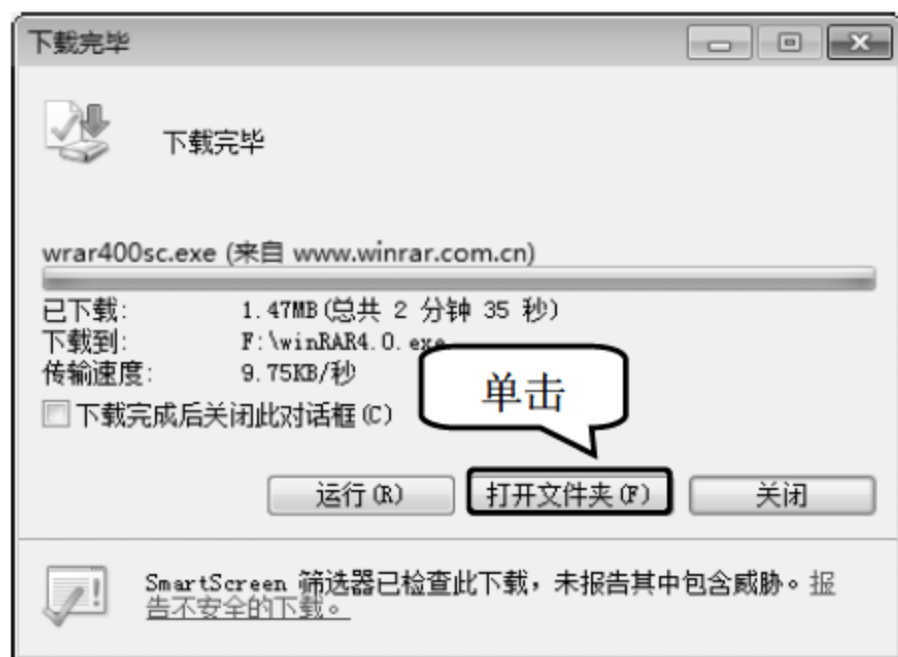 下载完毕
下载完毕
wrar400sc.exe (来自 www.winrar.com.cn)
已下载: 1.47MB(总共 2 分钟 35 秒)
下载到: F:\winRAR4.0.exe
传输速度: 9.75KB/秒
单击
下载完成后关闭此对话框(C)
运行(R) 打开文件夹(F) 关闭
SmartScreen 筛选器已检查此下载，未报告其中包含威胁。报
告不安全的下载。